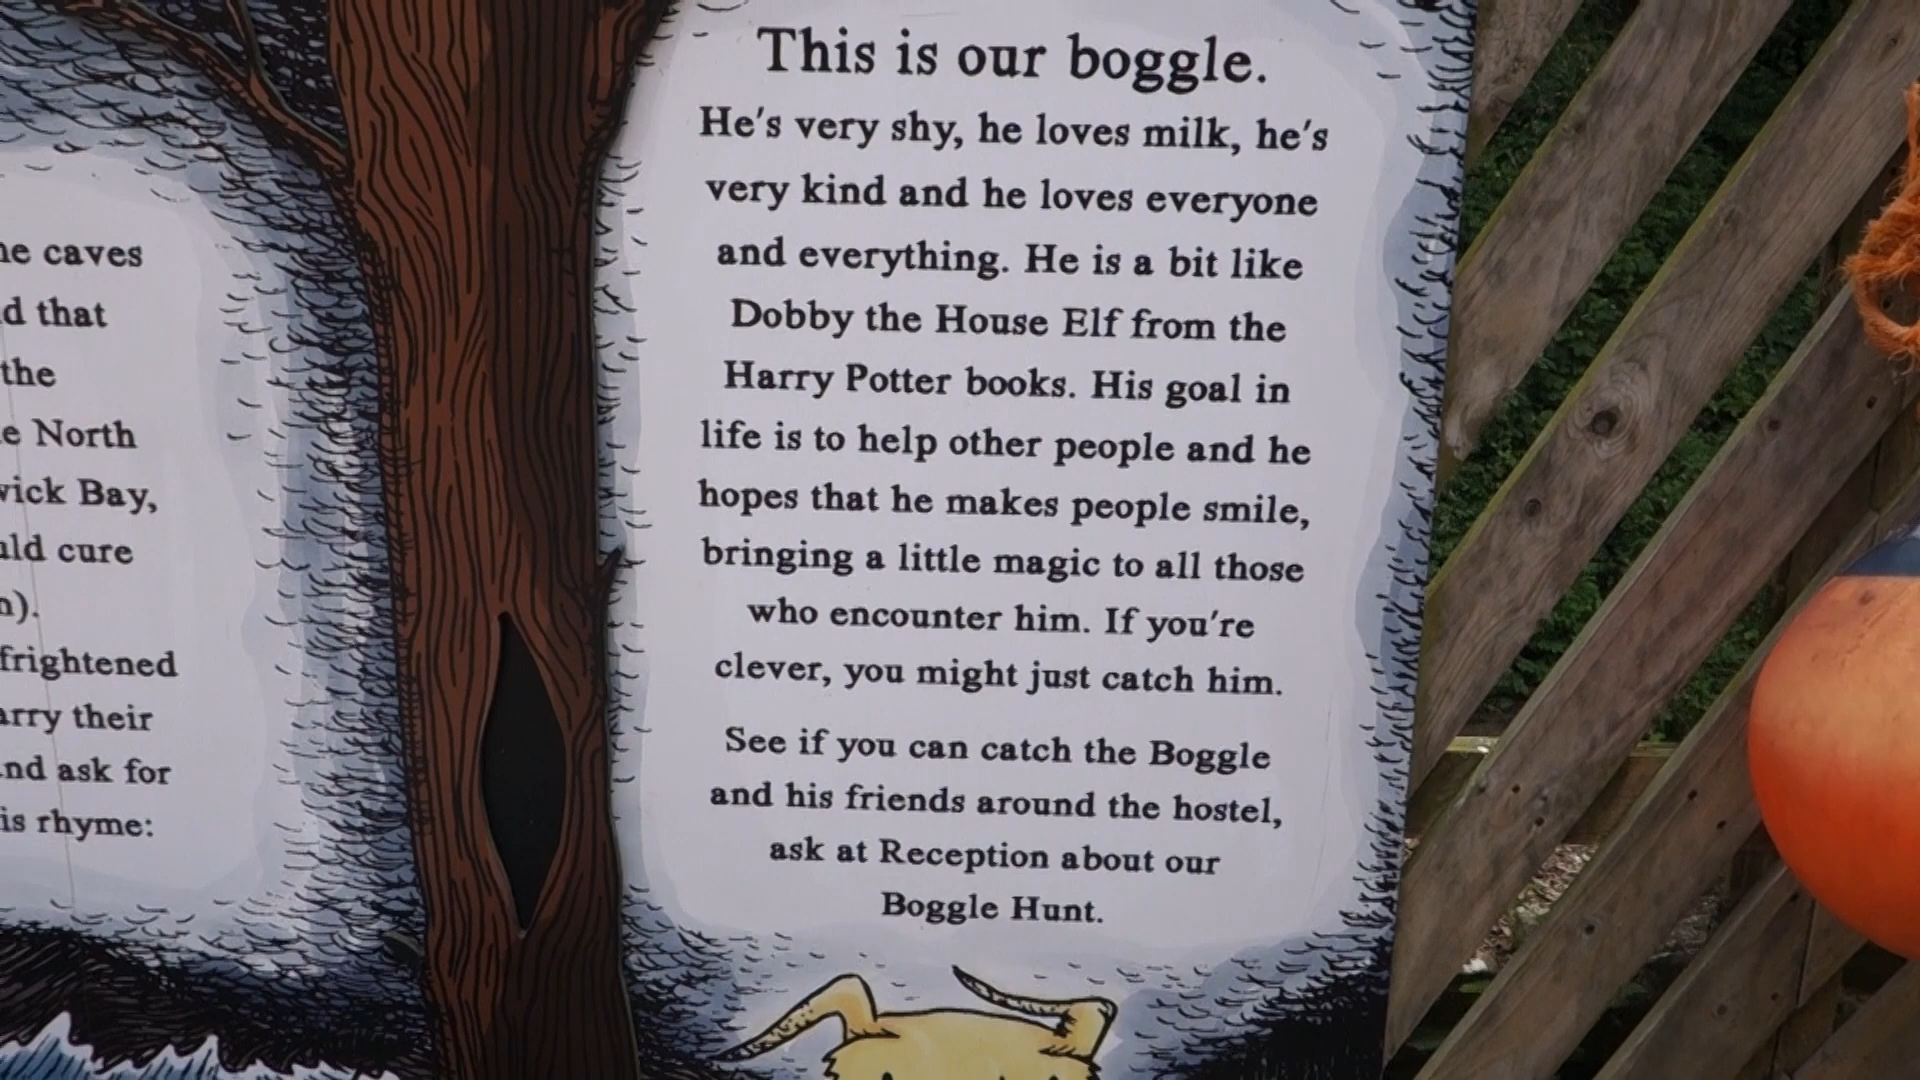 caves
that
the
North
Bay,
cure
frightened
their
ask for
rhyme:
This is our boggle.
He's very shy, he loves milk, he's
very kind and he loves everyone
and everything. He is a bit like
Dobby the House Elf from the
Harry Potter books. His goal in
life is to help other people and he
hopes that he makes people smile,
bringing a little magic to all those
who encounter him. If you're
clever, you might just catch him.
See if you can catch the Boggle
and his friends around the hostel,
ask at Reception about our
Boggle Hunt.